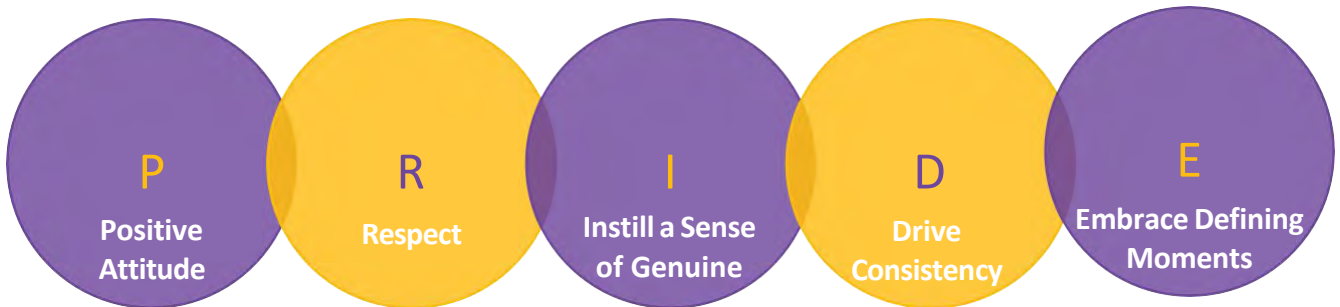 P
Positive
Attitude
R
Respect
I
Instill a Sense
of Genuine
D
Drive
Consistency
E
Embrace Defining
Moments